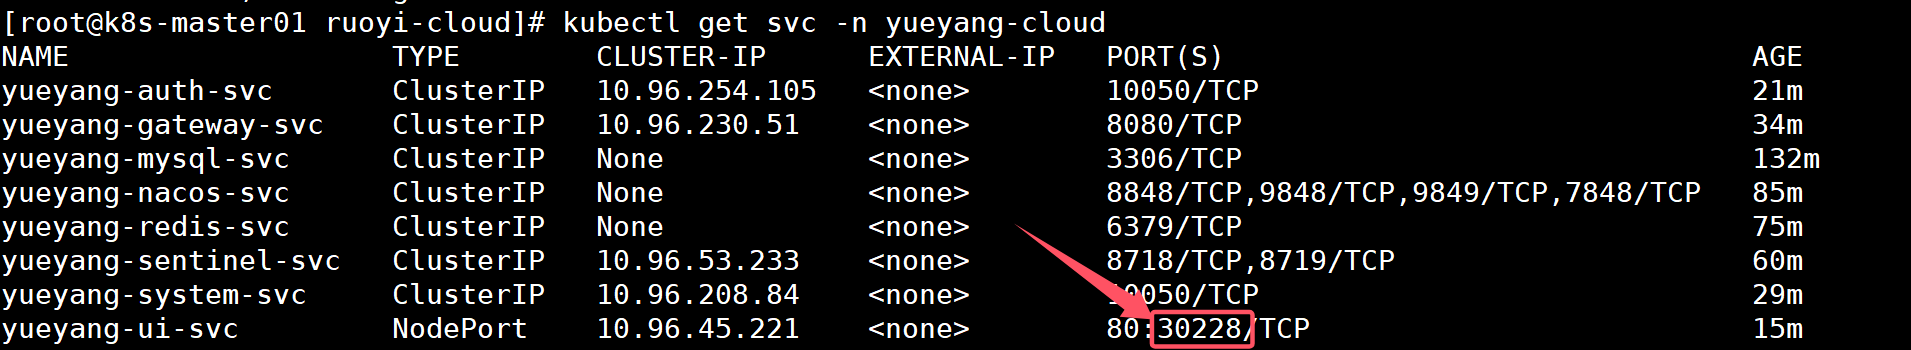 [root@k8s-master01 ruoyi-cloud]# kubectl get svc -n yueyang-cloud
NAME TYPE CLUSTER-IP EXTERNAL-IP PORT(S) AGE
yueyang-auth-svc ClusterIP 10.96.254.105 <none> 10050/TCP 21m
yueyang-gateway-svc ClusterIP 10.96.230.51 <none> 8080/TCP 34m
yueyang-mysql-svc ClusterIP None <none> 3306/TCP 132m
yueyang-nacos-svc ClusterIP None <none> 8848/TCP,9848/TCP,9849/TCP,7848/TCP 85m
yueyang-redis-svc ClusterIP None <none> 6379/TCP 75m
yueyang-sentinel-svc ClusterIP 10.96.53.233 <none> 8718/TCP,8719/TCP 60m
yueyang-system-svc ClusterIP 10.96.208.84 <none> 10050/TCP 29m
yueyang-ui-svc NodePort 10.96.45.221 <none> 80:30228/TCP 15m